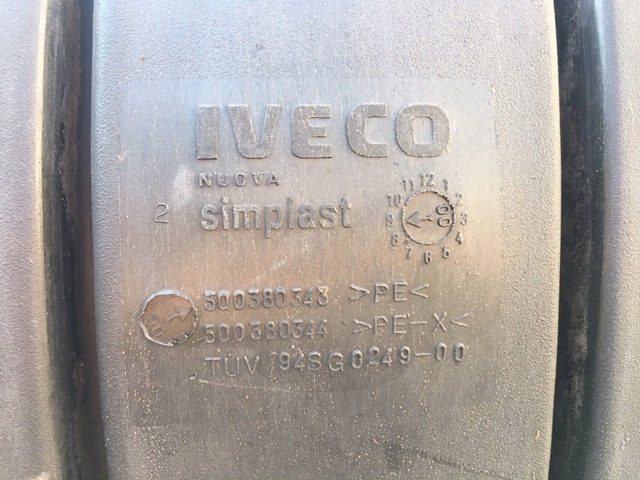 IVECO
NUOVA
2 simplast
11 12 1
10 2
9 00 3
8 4
7 6 5
500380343 >PE<
500380344 >PE-X<
TUV 94SG0249-00